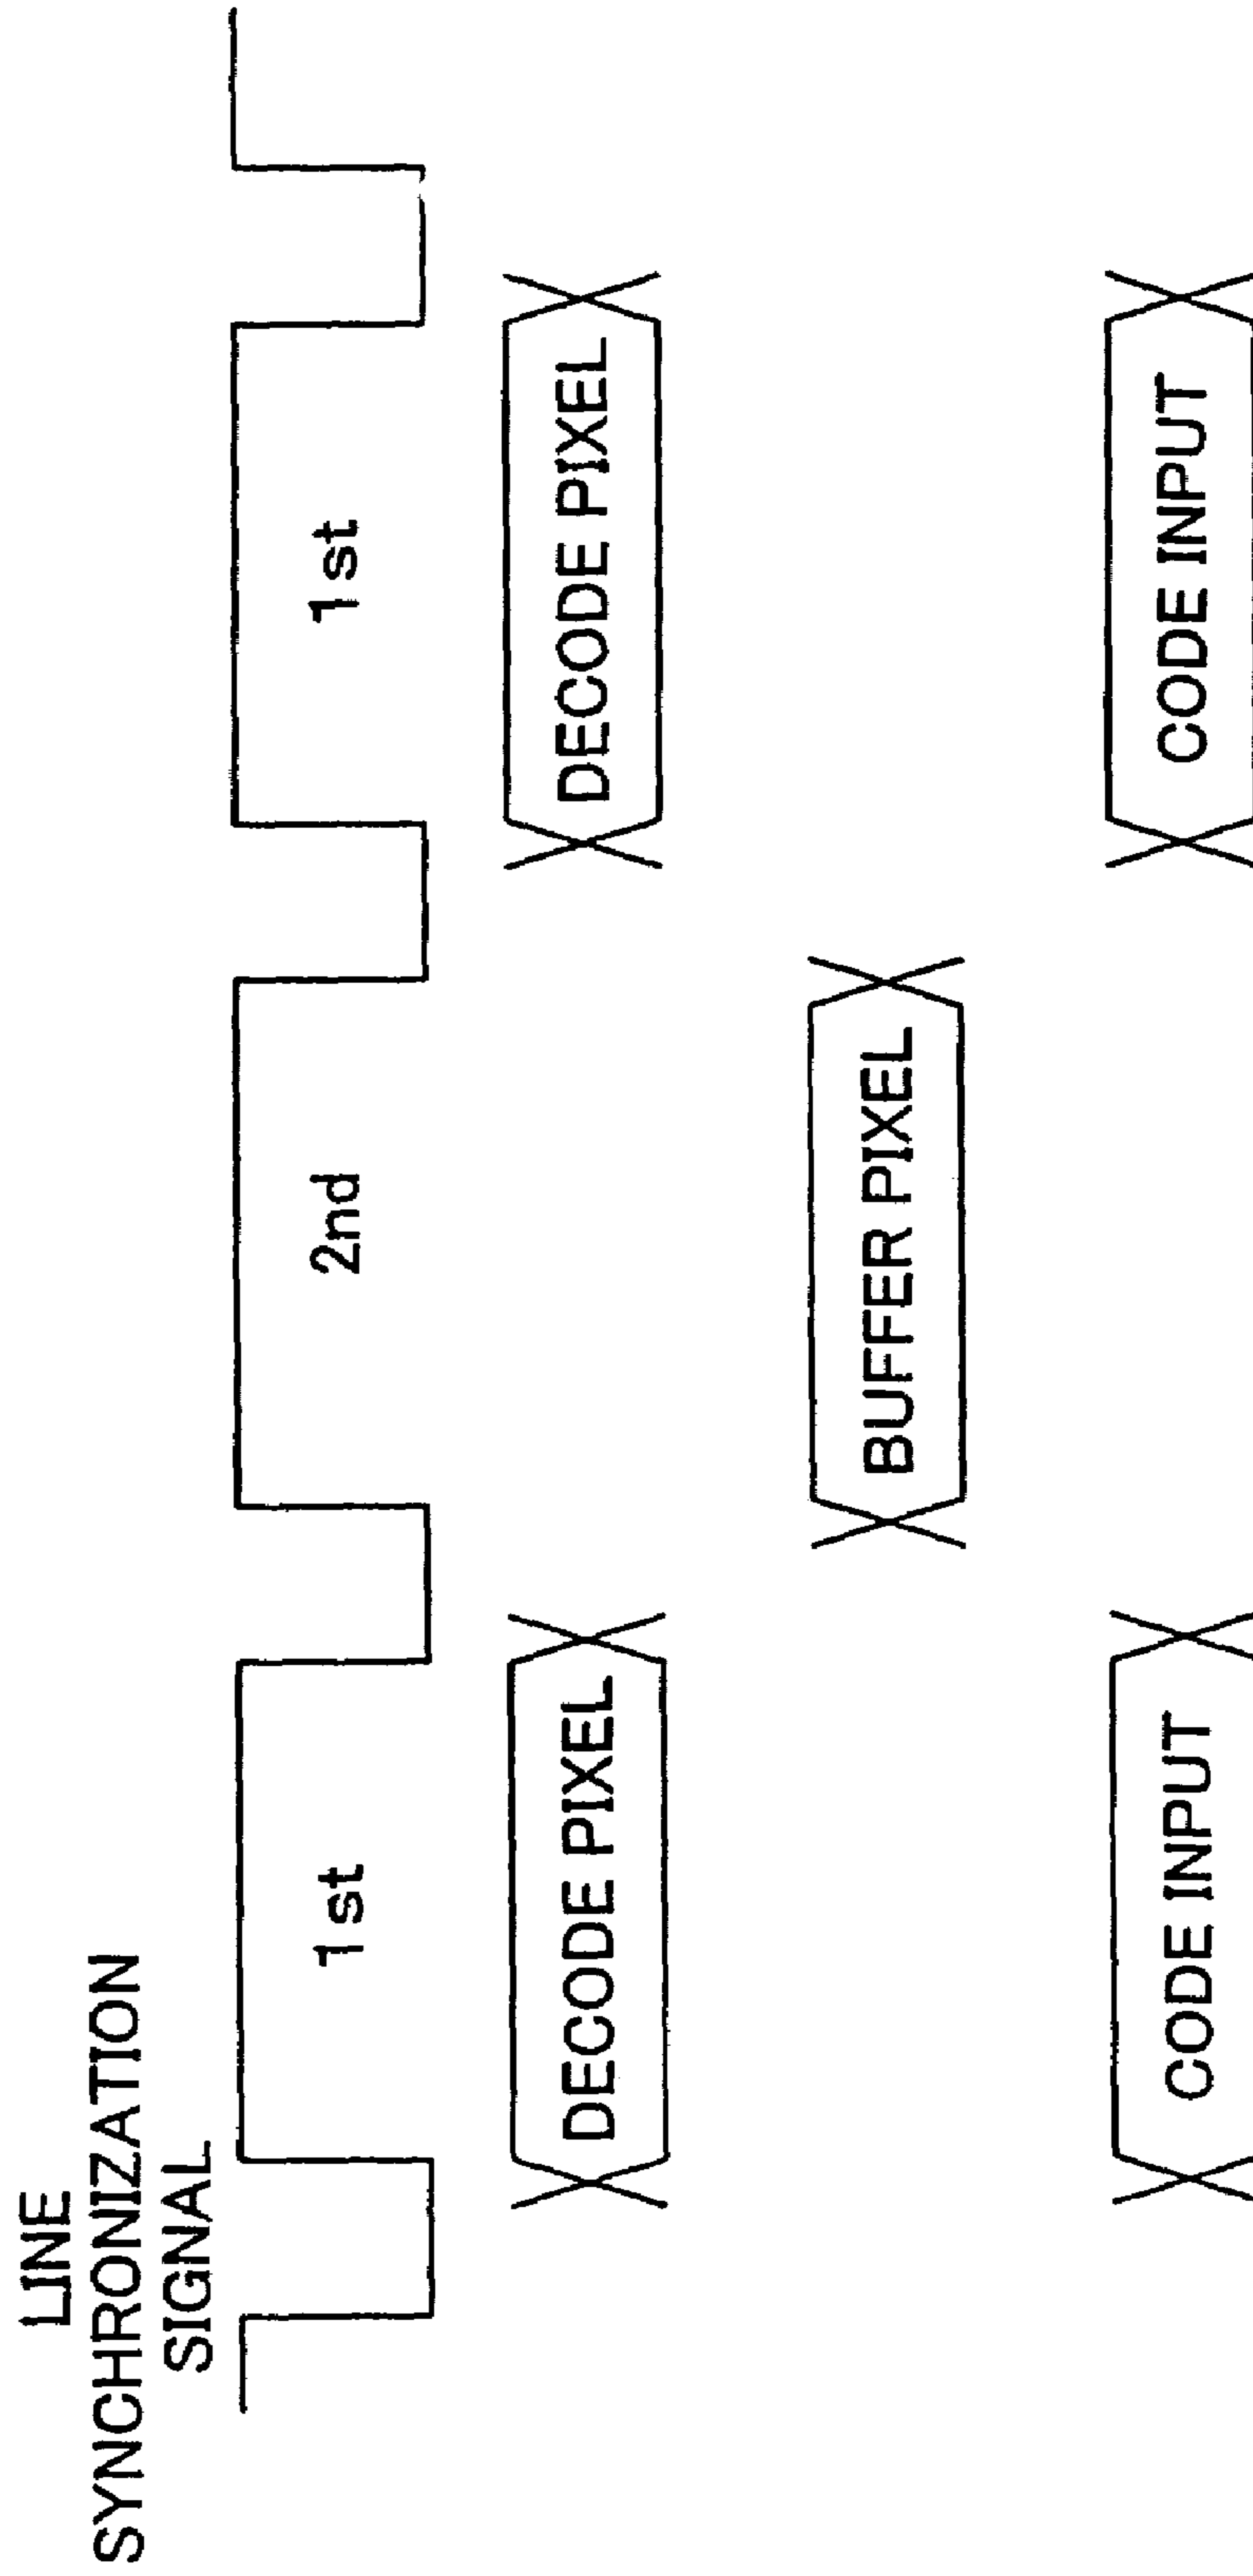 LINE
SYNCHRONIZATION
SIGNAL
1st
2nd
1st
DECODE PIXEL
DECODE PIXEL
BUFFER PIXEL
CODE INPUT
CODE INPUT